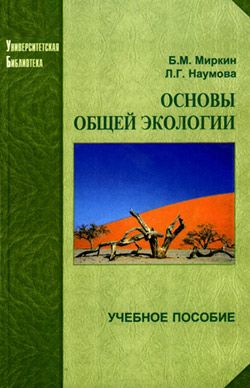 Университетская
Библиотека
Б.М. Миркин
Л.Г. Наумова
ОСНОВЫ
ОБЩЕЙ ЭКОЛОГИИ
УЧЕБНОЕ ПОСОБИЕ